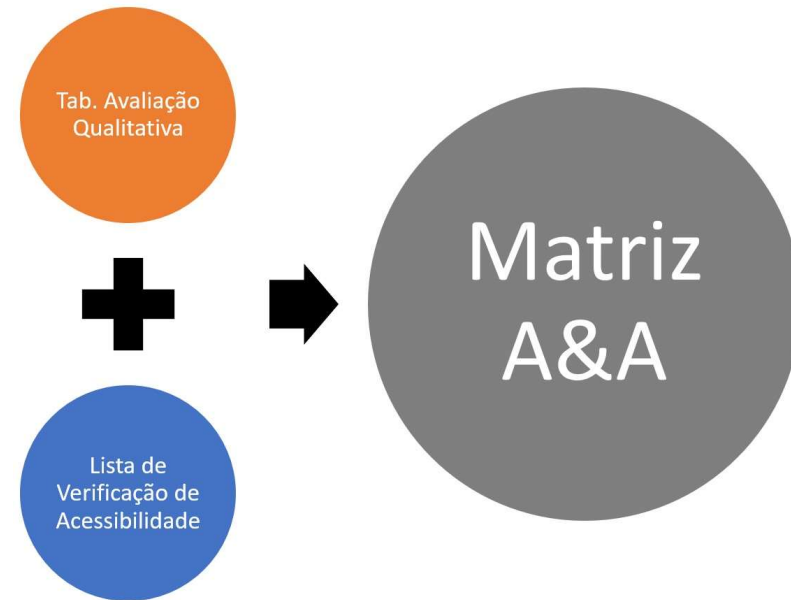 Tab. Avaliação
Qualitativa
Matriz
A&A
Lista de
Verificação de
Acessibilidade